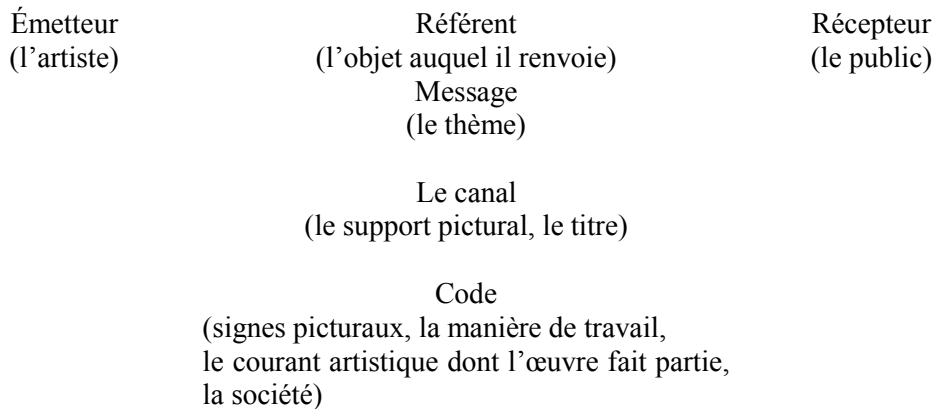 Émetteur Référent Récepteur
(l’artiste) (l’objet auquel il renvoie) (le public)
Message
(le thème)
Le canal
(le support pictural, le titre)
Code
(signes picturaux, la manière de travail,
le courant artistique dont l’œuvre fait partie,
la société)